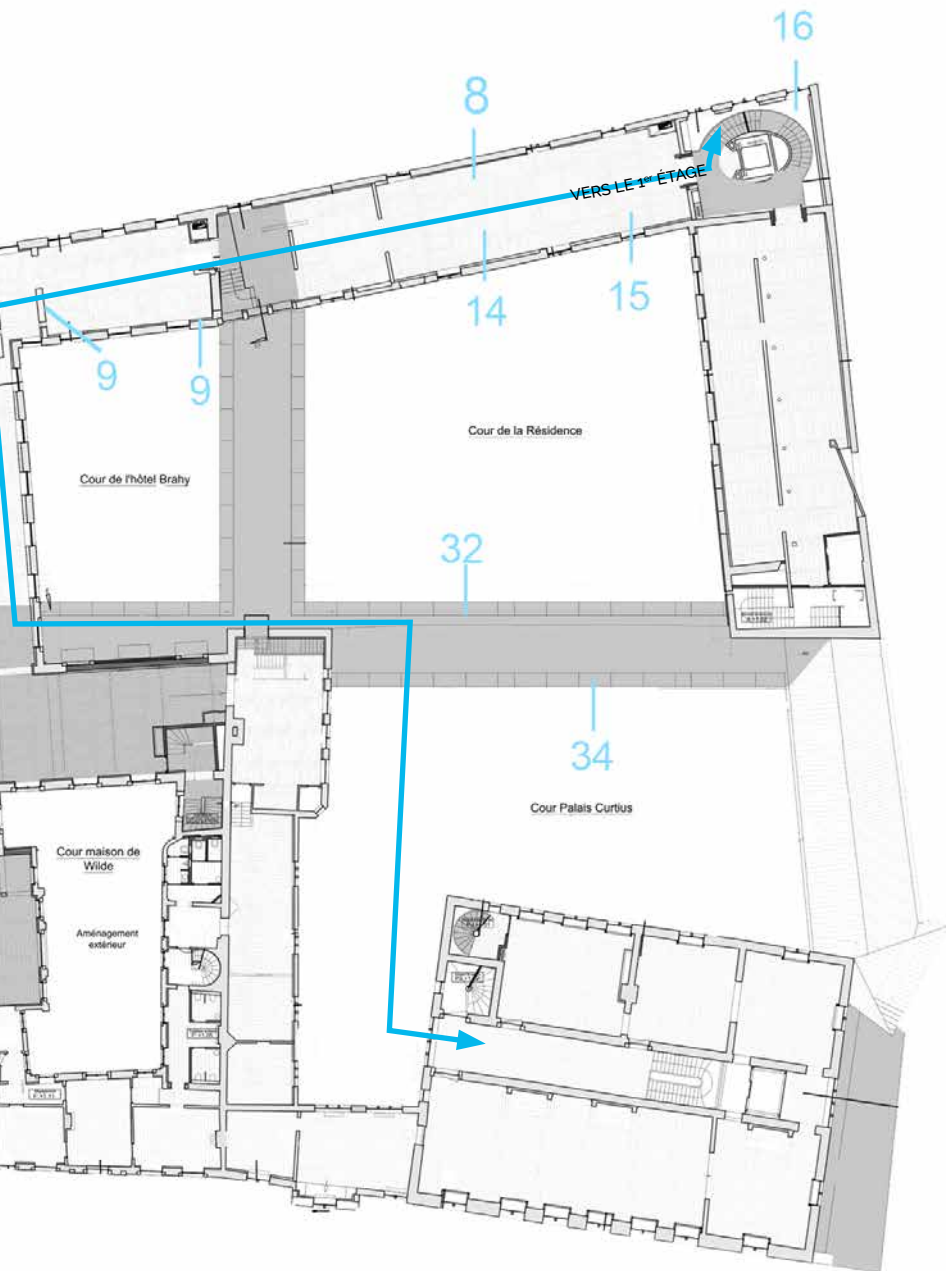 16
8
VERS LE 1er ÉTAGE
14
15
9
9
Cour de la Résidence
Cour de l'hôtel Brahy
32
34
Cour Palais Curtius
Cour maison de
Wilde
Aménagement
extérieur